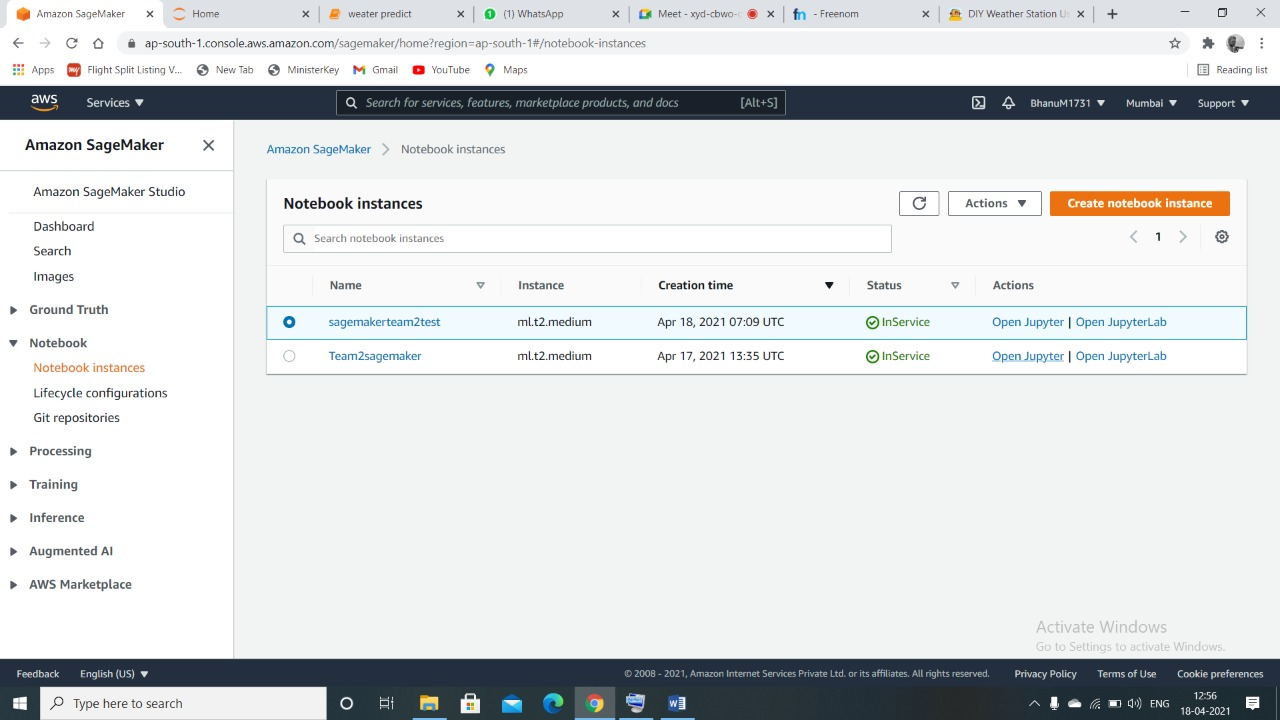 Amazon SageMaker
Home
weater predict
(1) WhatsApp
Meet - xyd-cbwo-c
- Freenom
DIY Weather Station Us
ap-south-1.console.aws.amazon.com/sagemaker/home?region=ap-south-1#/notebook-instances
Apps
Flight Split Listing V...
New Tab
MinisterKey
Gmail
YouTube
Maps
Reading list
aws
Services
Search for services, features, marketplace products, and docs [Alt+S]
BhanuM1731
Mumbai
Support
Amazon SageMaker
Amazon SageMaker Studio
Dashboard
Search
Images
Ground Truth
Notebook
Notebook instances
Lifecycle configurations
Git repositories
Processing
Training
Inference
Augmented AI
AWS Marketplace
Amazon SageMaker > Notebook instances
Notebook instances
Actions
Create notebook instance
Search notebook instances
1
Name Instance Creation time Status Actions
sagemakerteam2test ml.t2.medium Apr 18, 2021 07:09 UTC InService Open Jupyter | Open JupyterLab
Team2sagemaker ml.t2.medium Apr 17, 2021 13:35 UTC InService Open Jupyter | Open JupyterLab
Activate Windows
Go to Settings to activate Windows.
Feedback English (US) © 2008 - 2021, Amazon Internet Services Private Ltd. or its affiliates. All rights reserved. Privacy Policy Terms of Use Cookie preferences
Type here to search
ENG
12:56
18-04-2021